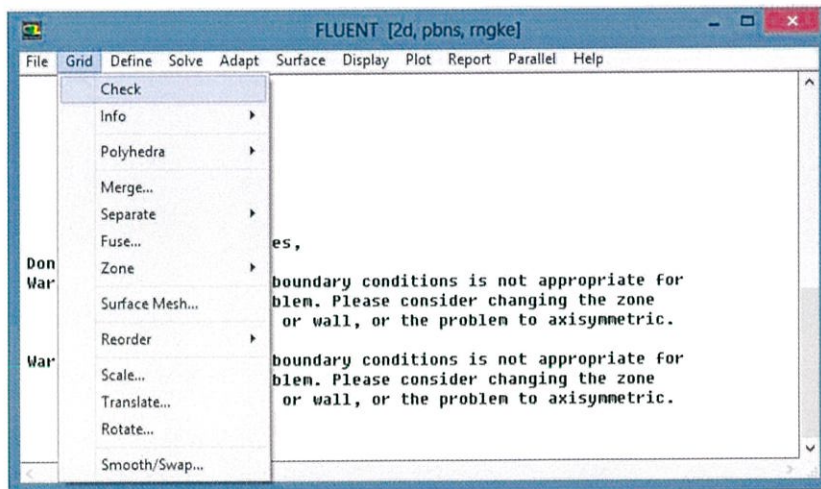 FLUENT [2d, pbns, rngke]
File Grid Define Solve Adapt Surface Display Plot Report Parallel Help
Check
Info
Polyhedra
Merge...
Separate
Fuse...
Zone
Surface Mesh...
Reorder
Scale...
Translate...
Rotate...
Smooth/Swap...
es,
Don
War boundary conditions is not appropriate for
blem. Please consider changing the zone
or wall, or the problem to axisymmetric.
War boundary conditions is not appropriate for
blem. Please consider changing the zone
or wall, or the problem to axisymmetric.